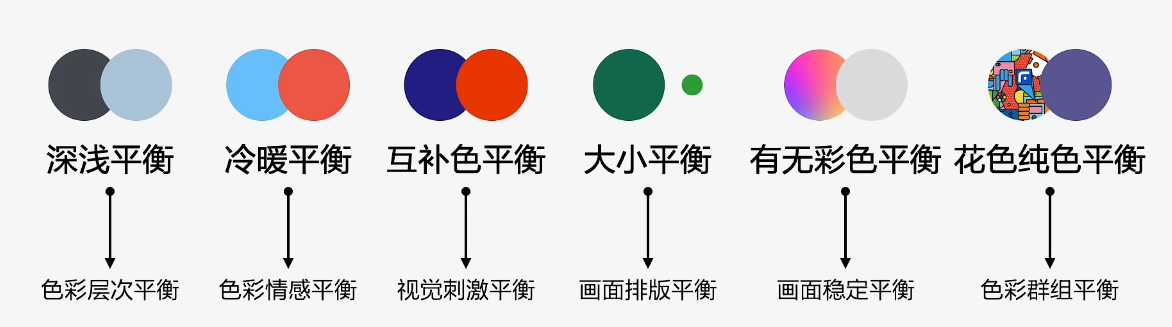 深浅平衡
冷暖平衡
互补色平衡
大小平衡
有无彩色平衡
花色纯色平衡
色彩层次平衡
色彩情感平衡
视觉刺激平衡
画面排版平衡
画面稳定平衡
色彩群组平衡